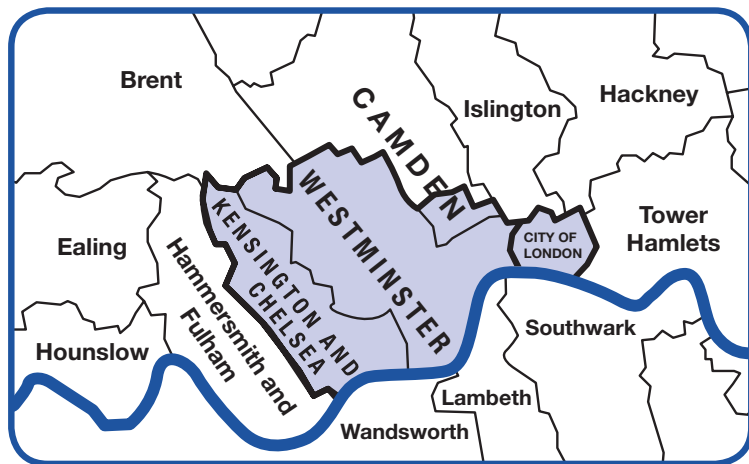 Brent
CAMDEN
Islington
Hackney
Ealing
Hammersmith and
Fulham
KENSINGTON AND
CHELSEA
WESTMINSTER
CITY OF
LONDON
Tower
Hamlets
Hounslow
Southwark
Lambeth
Wandsworth